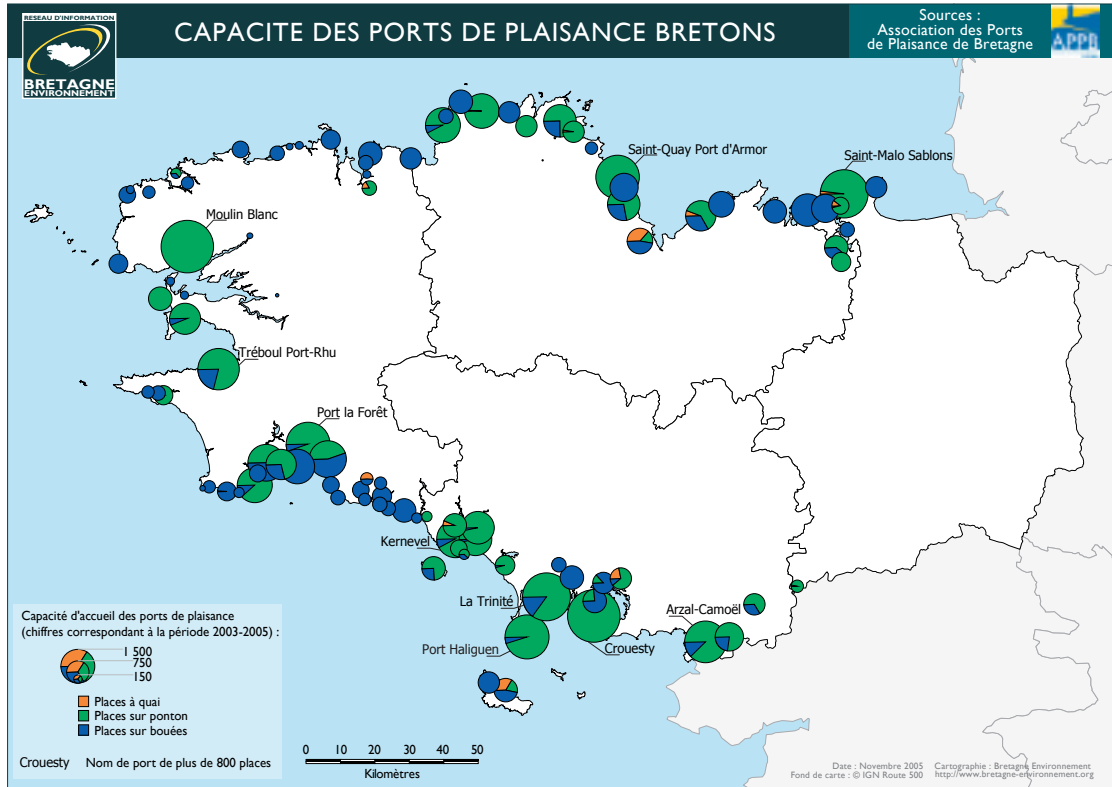 RESEAU D'INFORMATION
BRETAGNE
ENVIRONNEMENT
CAPACITE DES PORTS DE PLAISANCE BRETONS
Sources :
Association des Ports
de Plaisance de Bretagne
APPB
Saint-Quay Port d'Armor
Saint-Malo Sablons
Moulin Blanc
Tréboul Port-Rhu
Port la Forêt
Kernevel
La Trinité
Arzal-Camoël
Port Haliguen
Crouesty
Capacité d'accueil des ports de plaisance
(chiffres correspondant à la période 2003-2005) :
1 500
750
150
Places à quai
Places sur ponton
Places sur bouées
Crouesty Nom de port de plus de 800 places
0 10 20 30 40 50
Kilomètres
Date : Novembre 2005 Cartographie : Bretagne Environnement
Fond de carte : © IGN Route 500 http://www.bretagne-environnement.org